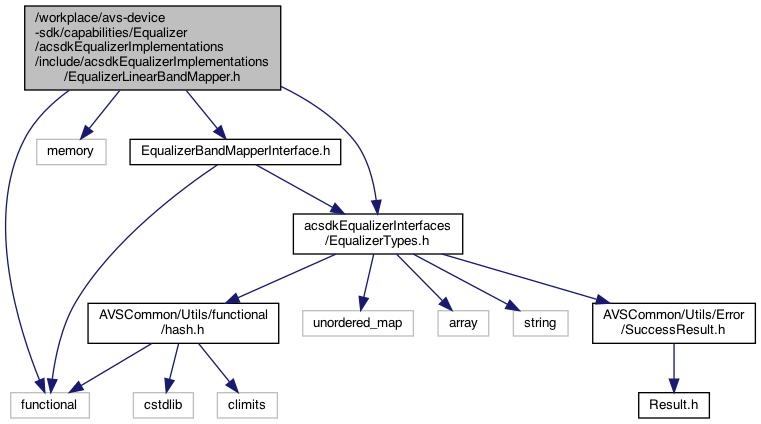 /workplace/avs-device
-sdk/capabilities/Equalizer
/acsdkEqualizerImplementations
/include/acsdkEqualizerImplementations
/EqualizerLinearBandMapper.h
memory
EqualizerBandMapperInterface.h
acsdkEqualizerInterfaces
/EqualizerTypes.h
AVSCommon/Utils/functional
/hash.h
unordered_map
array
string
AVSCommon/Utils/Error
/SuccessResult.h
functional
cstdlib
climits
Result.h